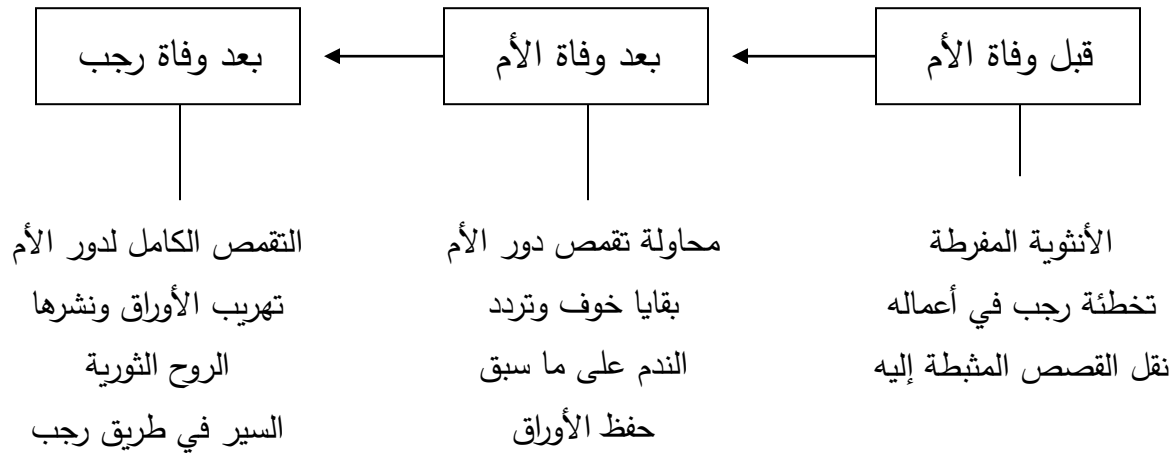 قبل وفاة الأم
بعد وفاة الأم
بعد وفاة رجب
الأنثوية المفرطة
تخطئة رجب في أعماله
نقل القصص المثبطة إليه
محاولة تقمص دور الأم
بقايا خوف وتردد
الندم على ما سبق
حفظ الأوراق
التقمص الكامل لدور الأم
تهريب الأوراق ونشرها
الروح الثورية
السير في طريق رجب